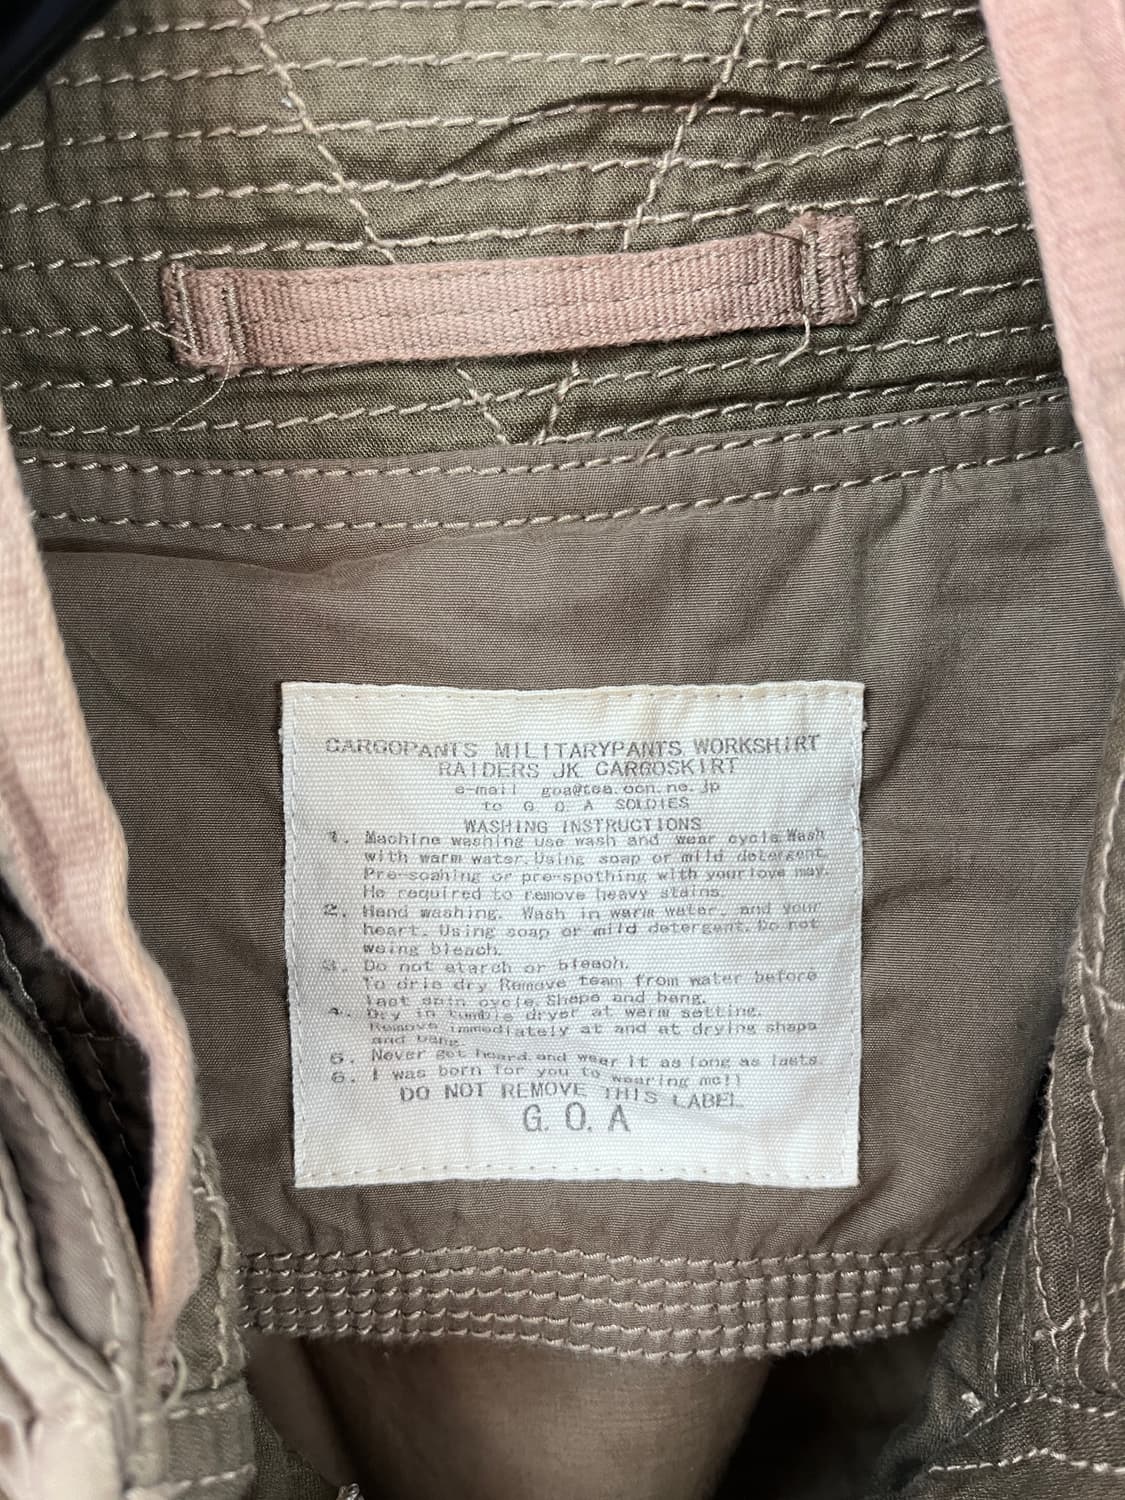 CARGOPANTS MILITARYPANTS WORKSHIRT
RAIDERS JK CARGOSKIRT
e-mail goa@tea.ocn.ne.jp
to G O A SOLDIES
WASHING INSTRUCTIONS
1. Machine washing use wash and wear cycle Wash
with warm water. Using soap or mild detergent.
Pre-soahing or pre-spothing with your love may.
He required to remove heavy stains.
2. Hand washing. Wash in warm water. and your
heart. Using soap or mild detergent. Do not
weing bleach.
3. Do not starch or bleach.
To drie dry Remove team from water before
last spin cycle. Shape and bang.
4. Dry in tumble dryer at warm setting.
Remove immediately at and at drying shape
and bang
5. Never get heard and wear it as long as lasts
6. I was born for you to wearing me!!
DO NOT REMOVE THIS LABEL
G. O. A